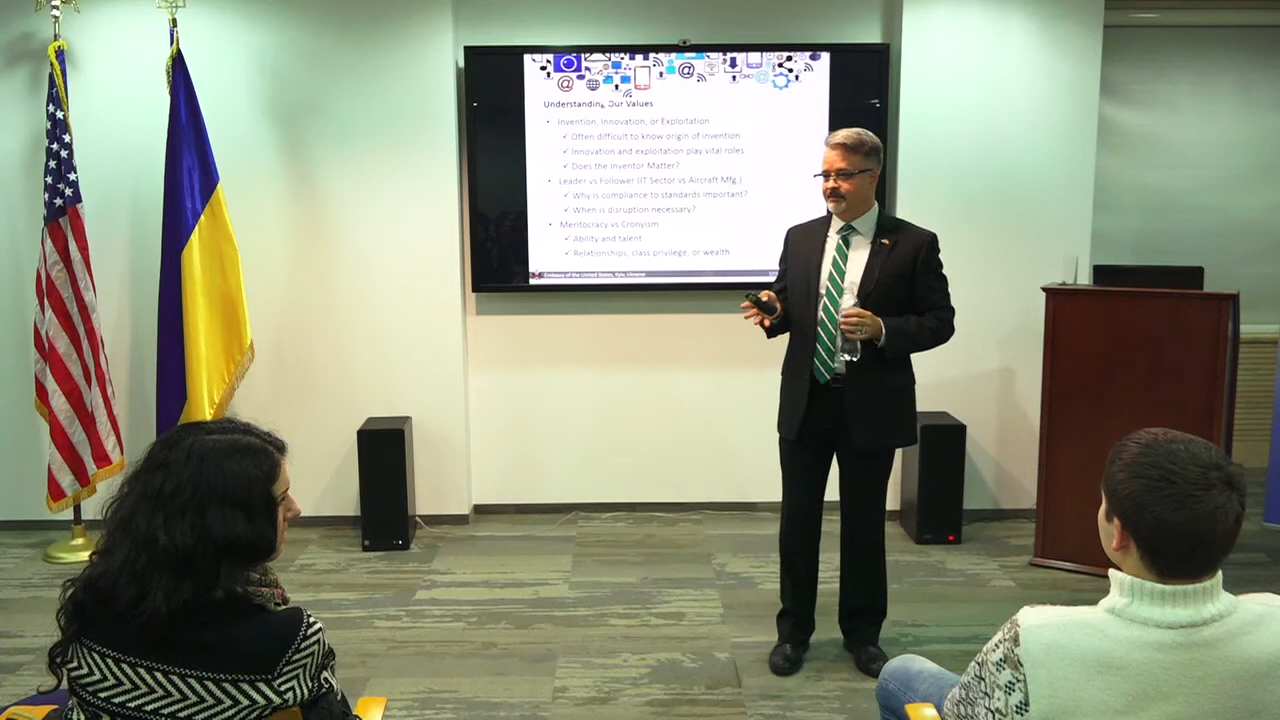 Understanding Our Values
• Invention, Innovation, or Exploitation
✓ Often difficult to know origin of invention
✓ Innovation and exploitation play vital roles
✓ Does the Inventor Matter?
• Leader vs Follower (IT Sector vs Aircraft Mfg.)
✓ Why is compliance to standards important?
✓ When is disruption necessary?
• Meritocracy vs Cronyism
✓ Ability and talent
✓ Relationships, class privilege, or wealth
Embassy of the United States, Kyiv, Ukraine